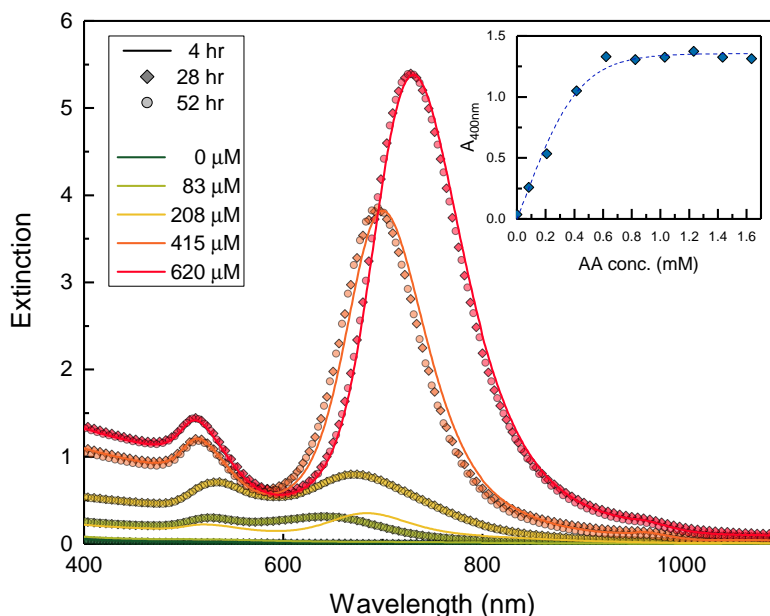 6
5
4
3
2
1
0
Extinction
400
600
800
1000
Wavelength (nm)
4 hr
28 hr
52 hr
0 μM
83 μM
208 μM
415 μM
620 μM
1.5
1.0
0.5
0.0
A400nm
0.0 0.2 0.4 0.6 0.8 1.0 1.2 1.4 1.6
AA conc. (mM)